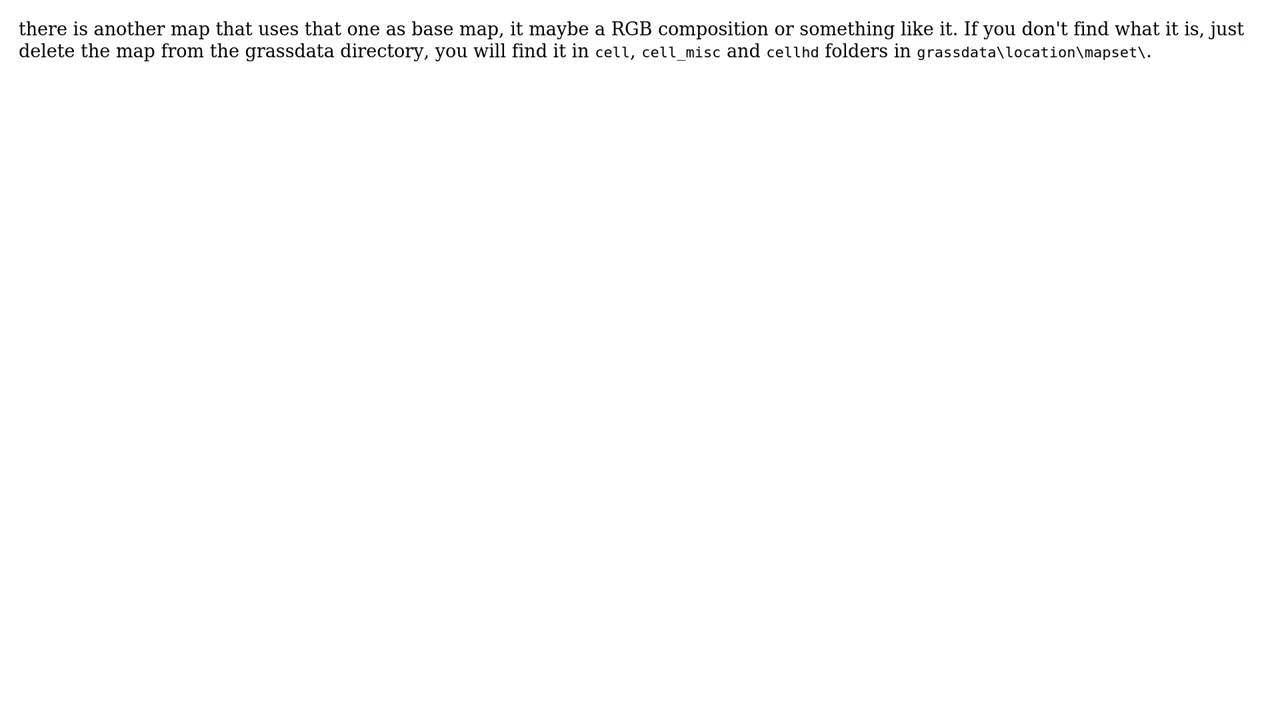 there is another map that uses that one as base map, it maybe a RGB composition or something like it. If you don't find what it is, just
delete the map from the grassdata directory, you will find it in cell, cell_misc and cellhd folders in grassdata\location\mapset\.